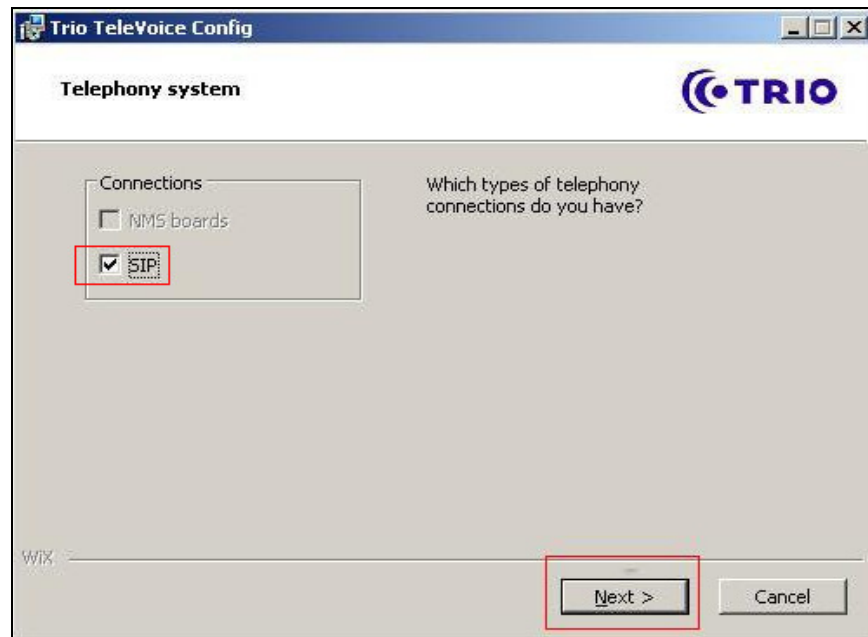 Trio TeleVoice Config
Telephony system
TRIO
Connections
NMS boards
SIP
Which types of telephony
connections do you have?
WiX
Next >
Cancel